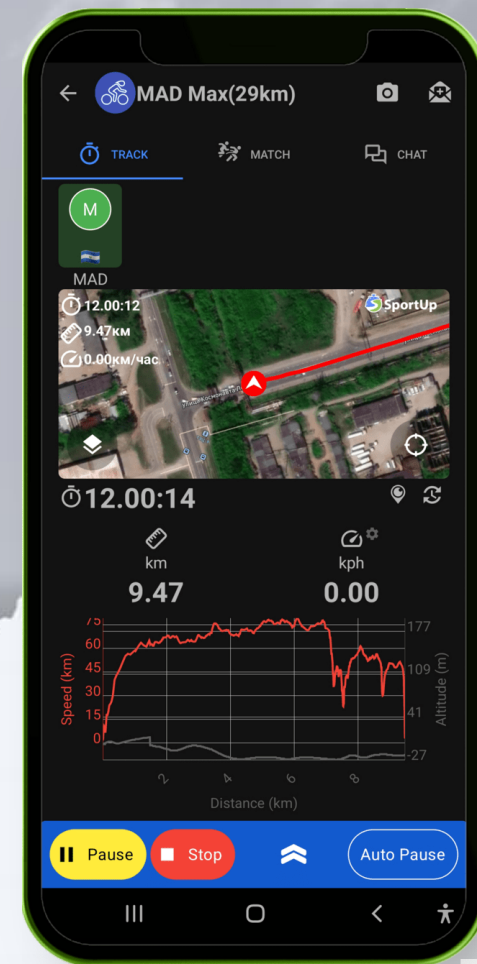 MAD Max(29km)
TRACK MATCH CHAT
M
MAD
12.00:12
SportUp
9.47км
0.00км/час
12.00:14
km kph
9.47 0.00
75 177
60
45 109
30
15 41
0
-27
Speed (km)
Altitude (m)
2 4 6 8
Distance (km)
Pause Stop Auto Pause